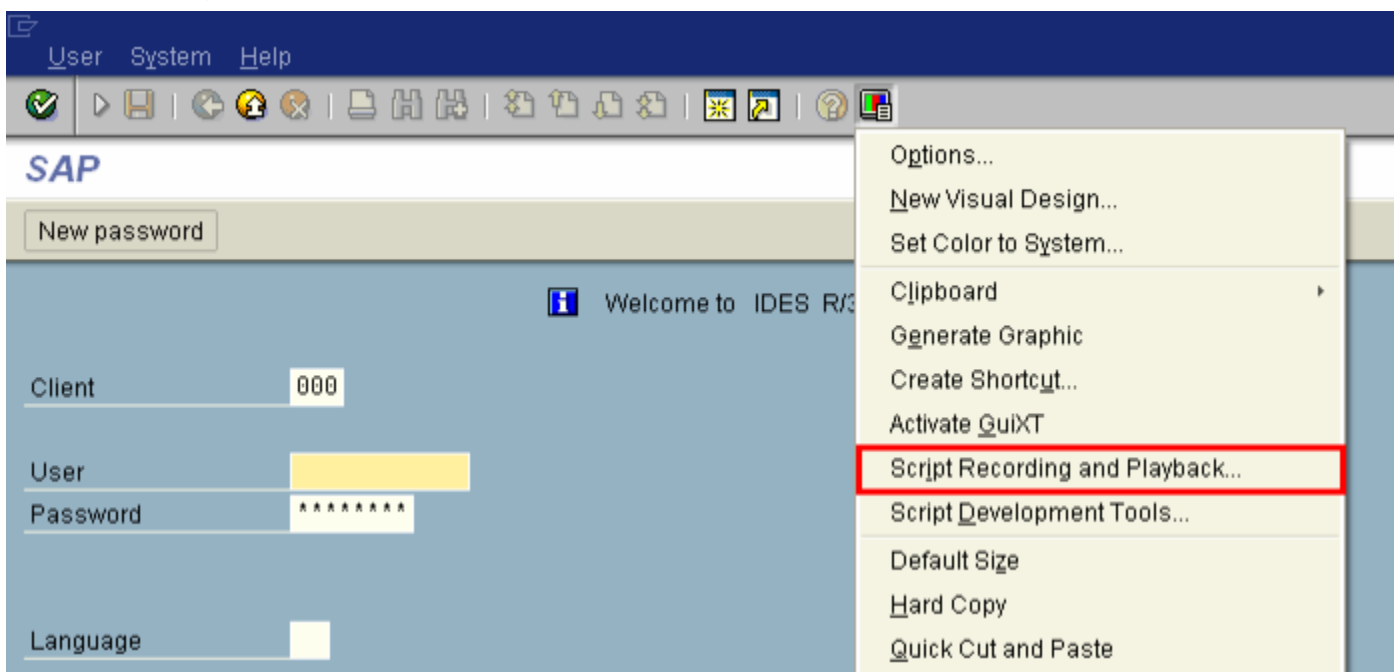 User System Help
SAP
New password
Welcome to IDES R/3
Client 000
User
Password ********
Language
Options...
New Visual Design...
Set Color to System...
Clipboard
Generate Graphic
Create Shortcut...
Activate GuiXT
Script Recording and Playback...
Script Development Tools...
Default Size
Hard Copy
Quick Cut and Paste